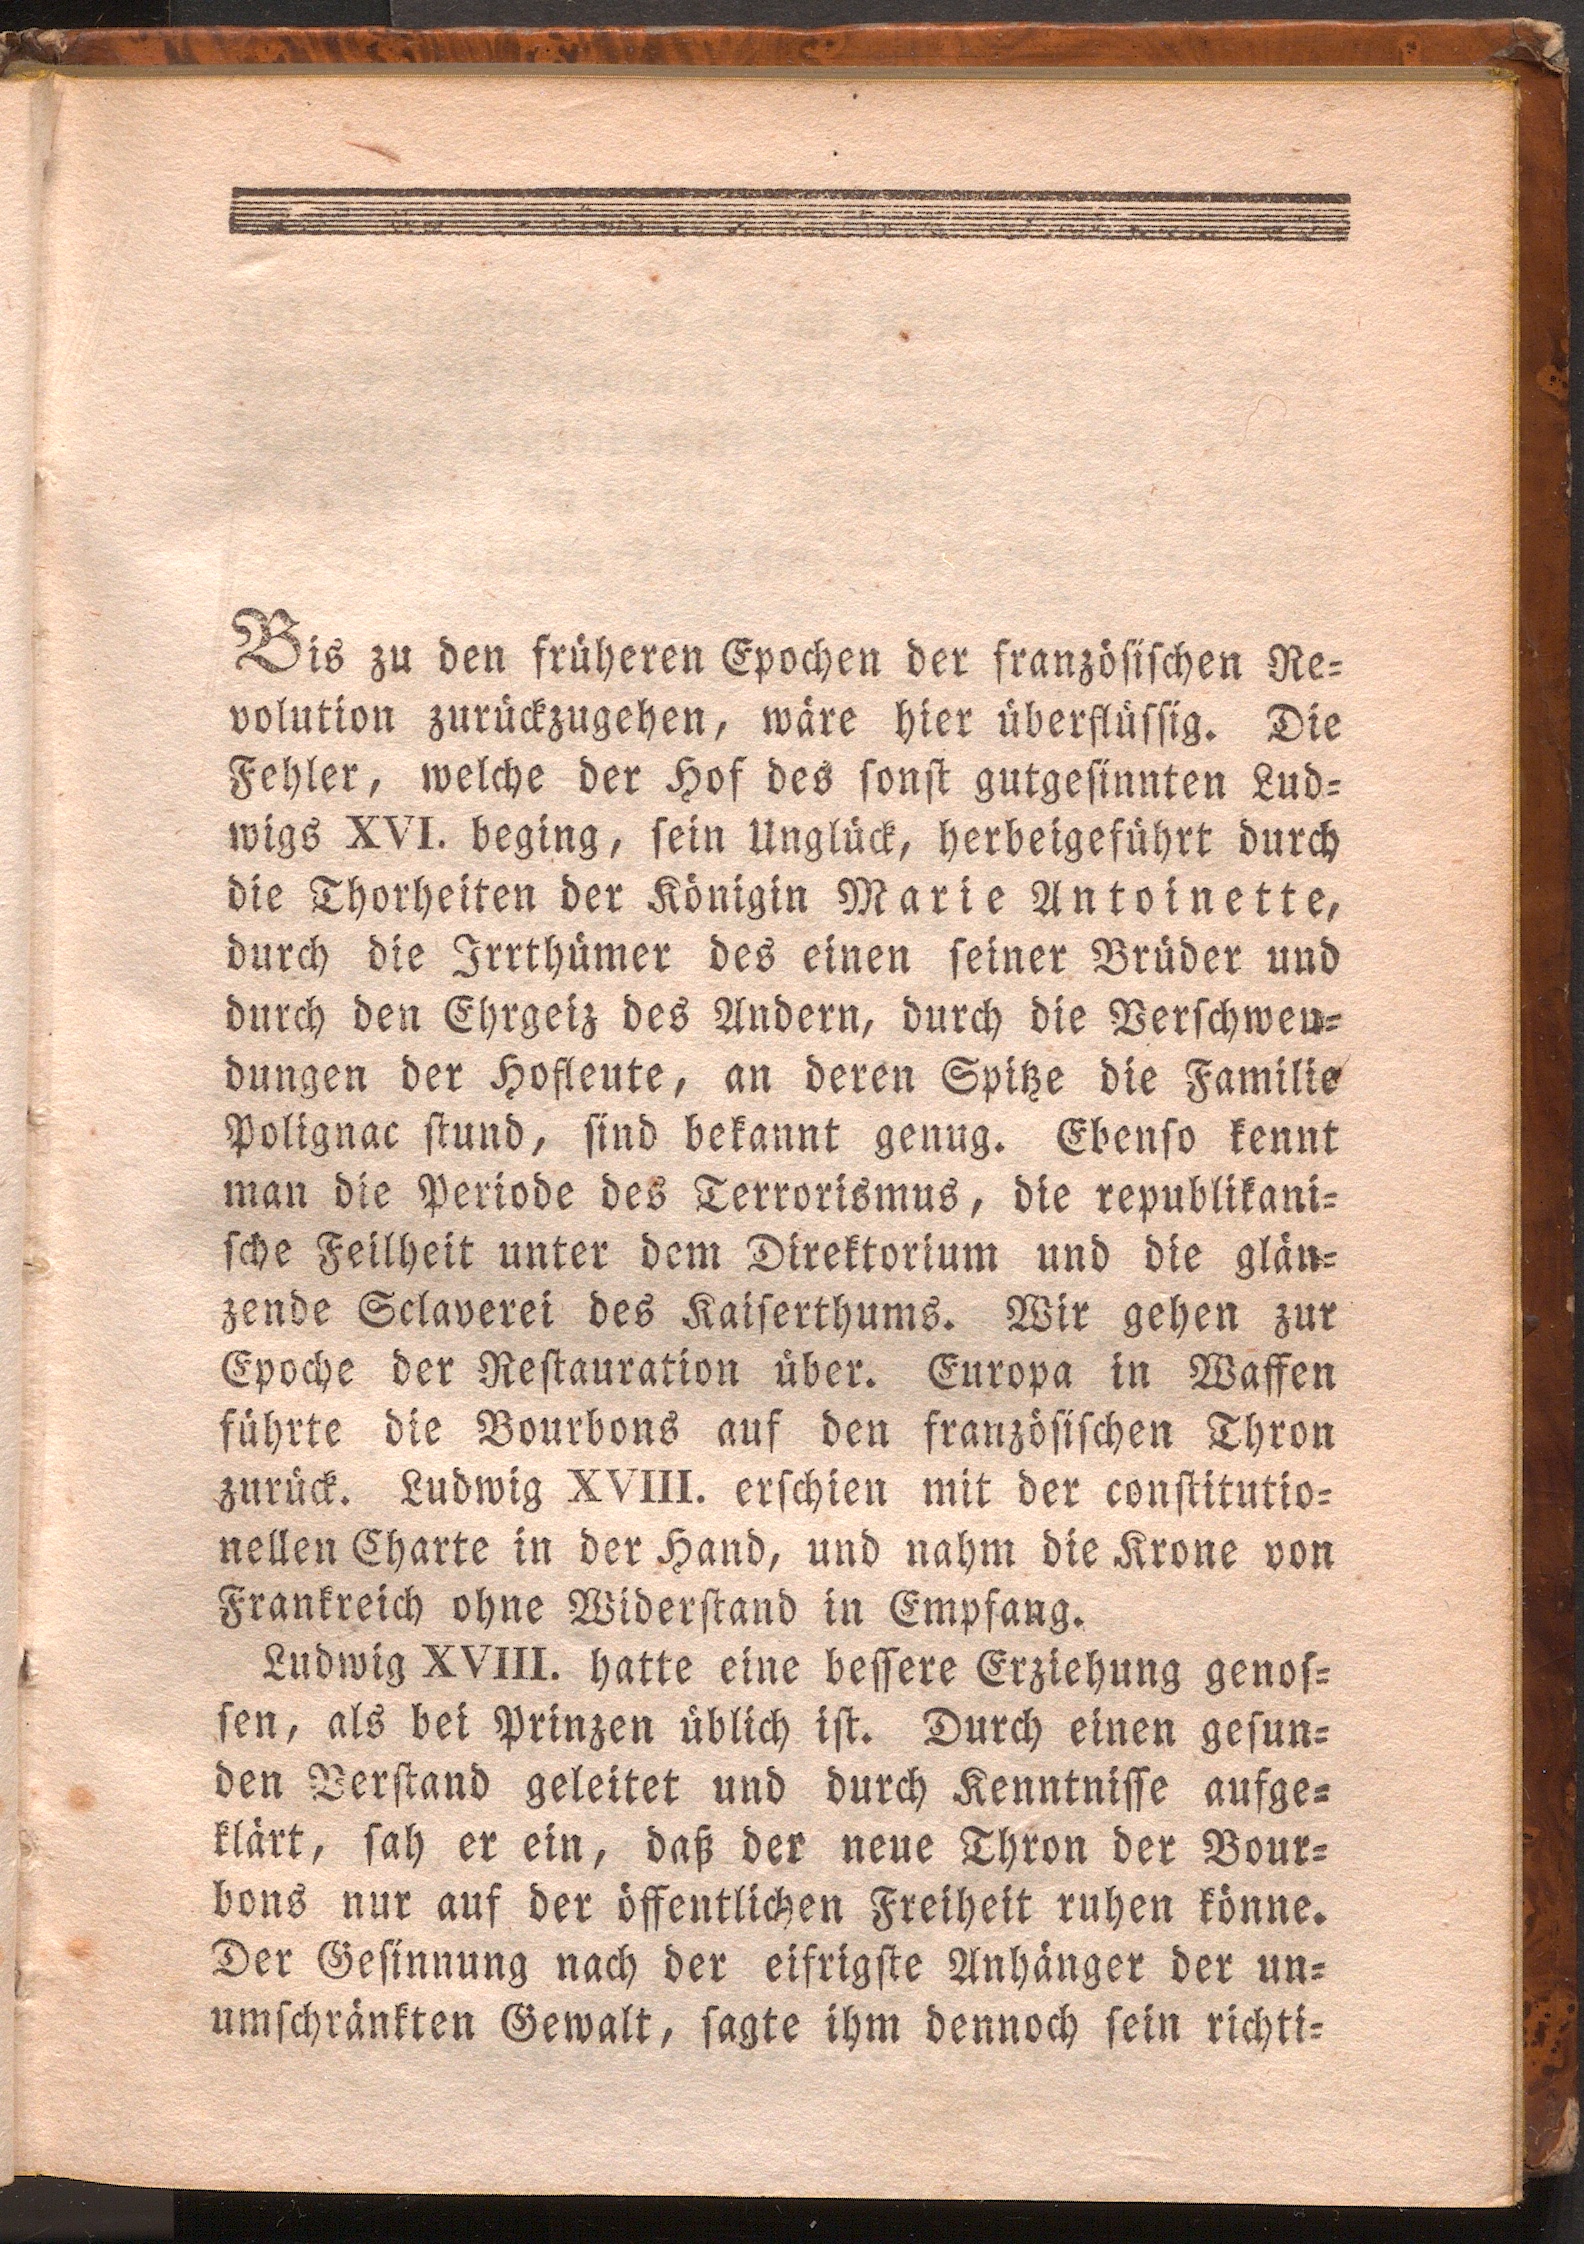 Bis zu den früheren Epochen der französischen Re-
volution zurückzugehen, wäre hier überflüssig. Die
Fehler, welche der Hof des sonst gutgesinnten Lud-
wigs XVI. beging, sein Unglück, herbeigeführt durch
die Thorheiten der Königin Marie Antoinette,
durch die Irrthümer des einen seiner Brüder und
durch den Ehrgeiz des Andern, durch die Verschwen-
dungen der Hofleute, an deren Spitze die Familie
Polignac stund, sind bekannt genug. Ebenso kennt
man die Periode des Terrorismus, die republikani-
sche Feilheit unter dem Direktorium und die glän-
zende Sclaverei des Kaiserthums. Wir gehen zur
Epoche der Restauration über. Europa in Waffen
führte die Bourbons auf den französischen Thron
zurück. Ludwig XVIII. erschien mit der constitutio-
nellen Charte in der Hand, und nahm die Krone von
Frankreich ohne Widerstand in Empfang.
Ludwig XVIII. hatte eine bessere Erziehung genos-
sen, als bei Prinzen üblich ist. Durch einen gesun-
den Verstand geleitet und durch Kenntnisse aufge-
klärt, sah er ein, daß der neue Thron der Bour-
bons nur auf der öffentlichen Freiheit ruhen könne.
Der Gesinnung nach der eifrigste Anhänger der un-
umschränkten Gewalt, sagte ihm dennoch sein richti-